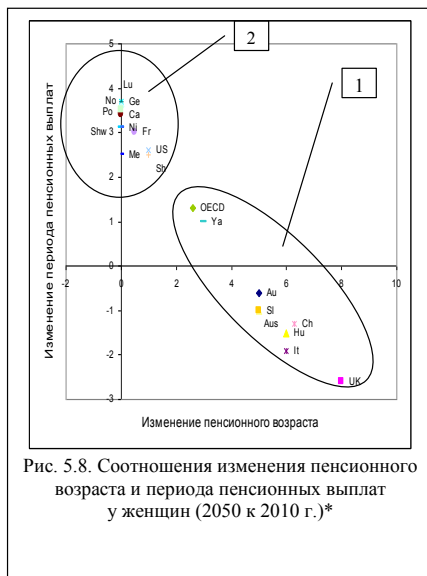 2
1
Изменение периода пенсионных выплат
5
4
3
2
1
0
-1
-2
-3
-2
0
2
4
6
8
10
Lu
No
Ge
Po
Ca
Ni
Shw
Fr
US
Me
Sh
OECD
Ya
Au
SI
Aus
Ch
Hu
It
UK
Изменение пенсионного возраста
Рис. 5.8. Соотношения изменения пенсионного
возраста и периода пенсионных выплат
у женщин (2050 к 2010 г.)*